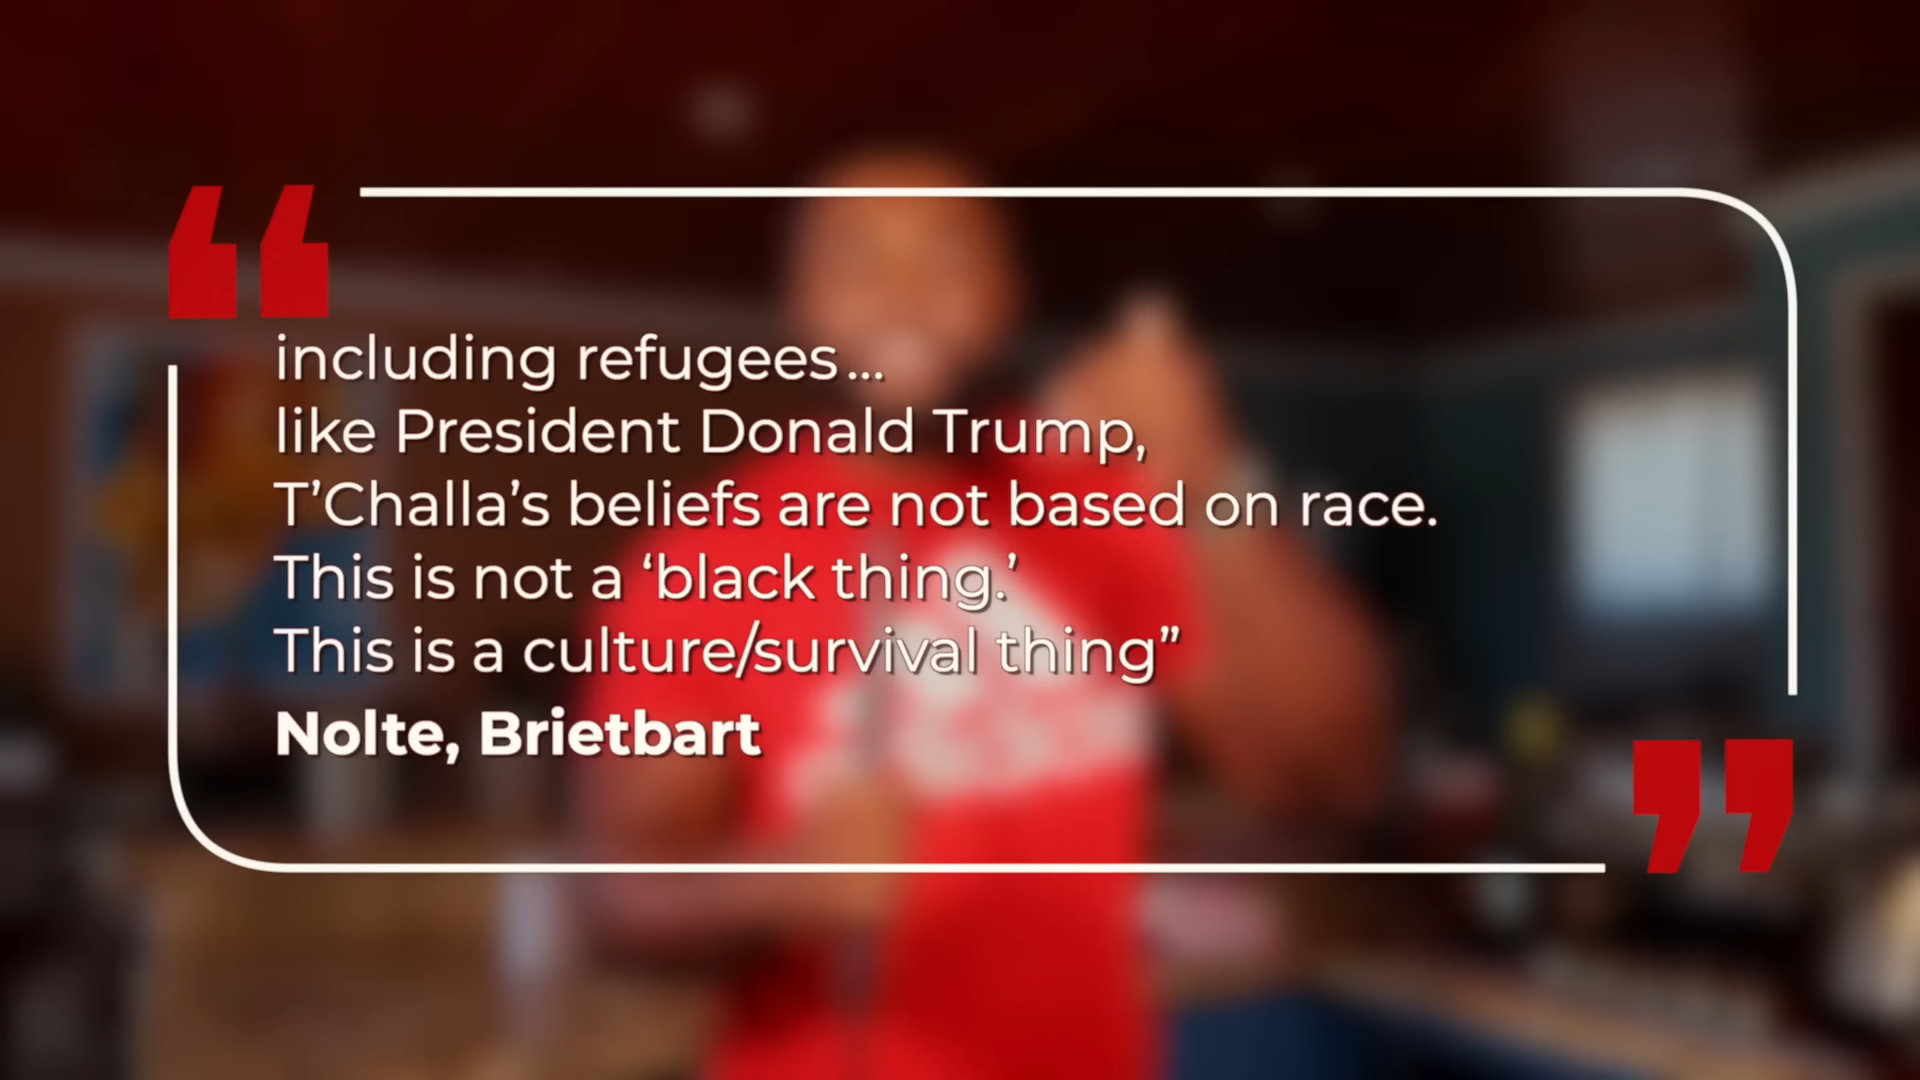 including refugees...
like President Donald Trump,
T’Challa’s beliefs are not based on race.
This is not a ‘black thing.’
This is a culture/survival thing”
Nolte, Brietbart